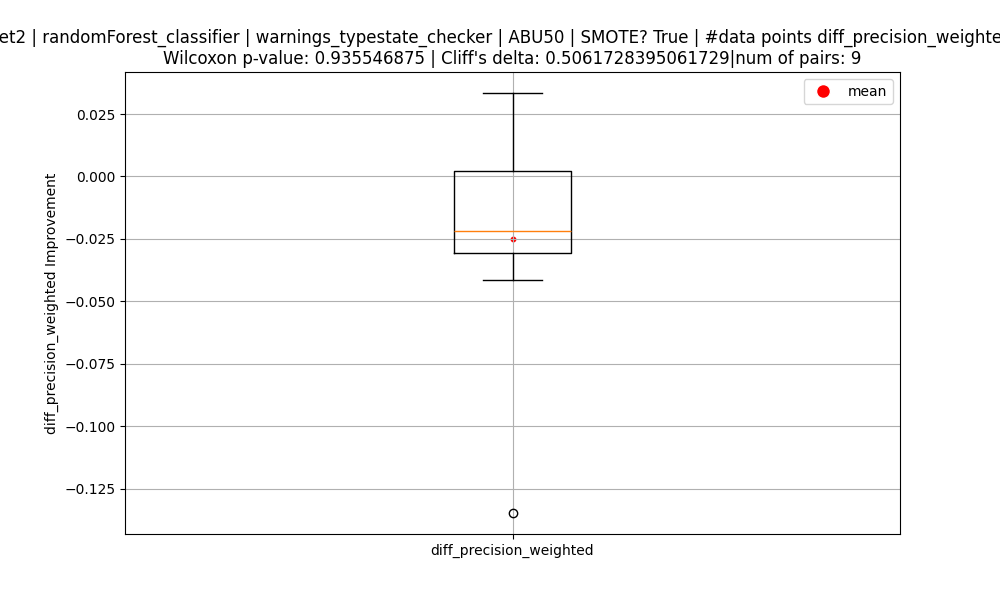 et2 | randomForest_classifier | warnings_typestate_checker | ABU50 | SMOTE? True | #data points diff_precision_weighte
Wilcoxon p-value: 0.935546875 | Cliff's delta: 0.5061728395061729|num of pairs: 9
mean
0.025
0.000
−0.025
−0.050
−0.075
−0.100
−0.125
diff_precision_weighted Improvement
diff_precision_weighted